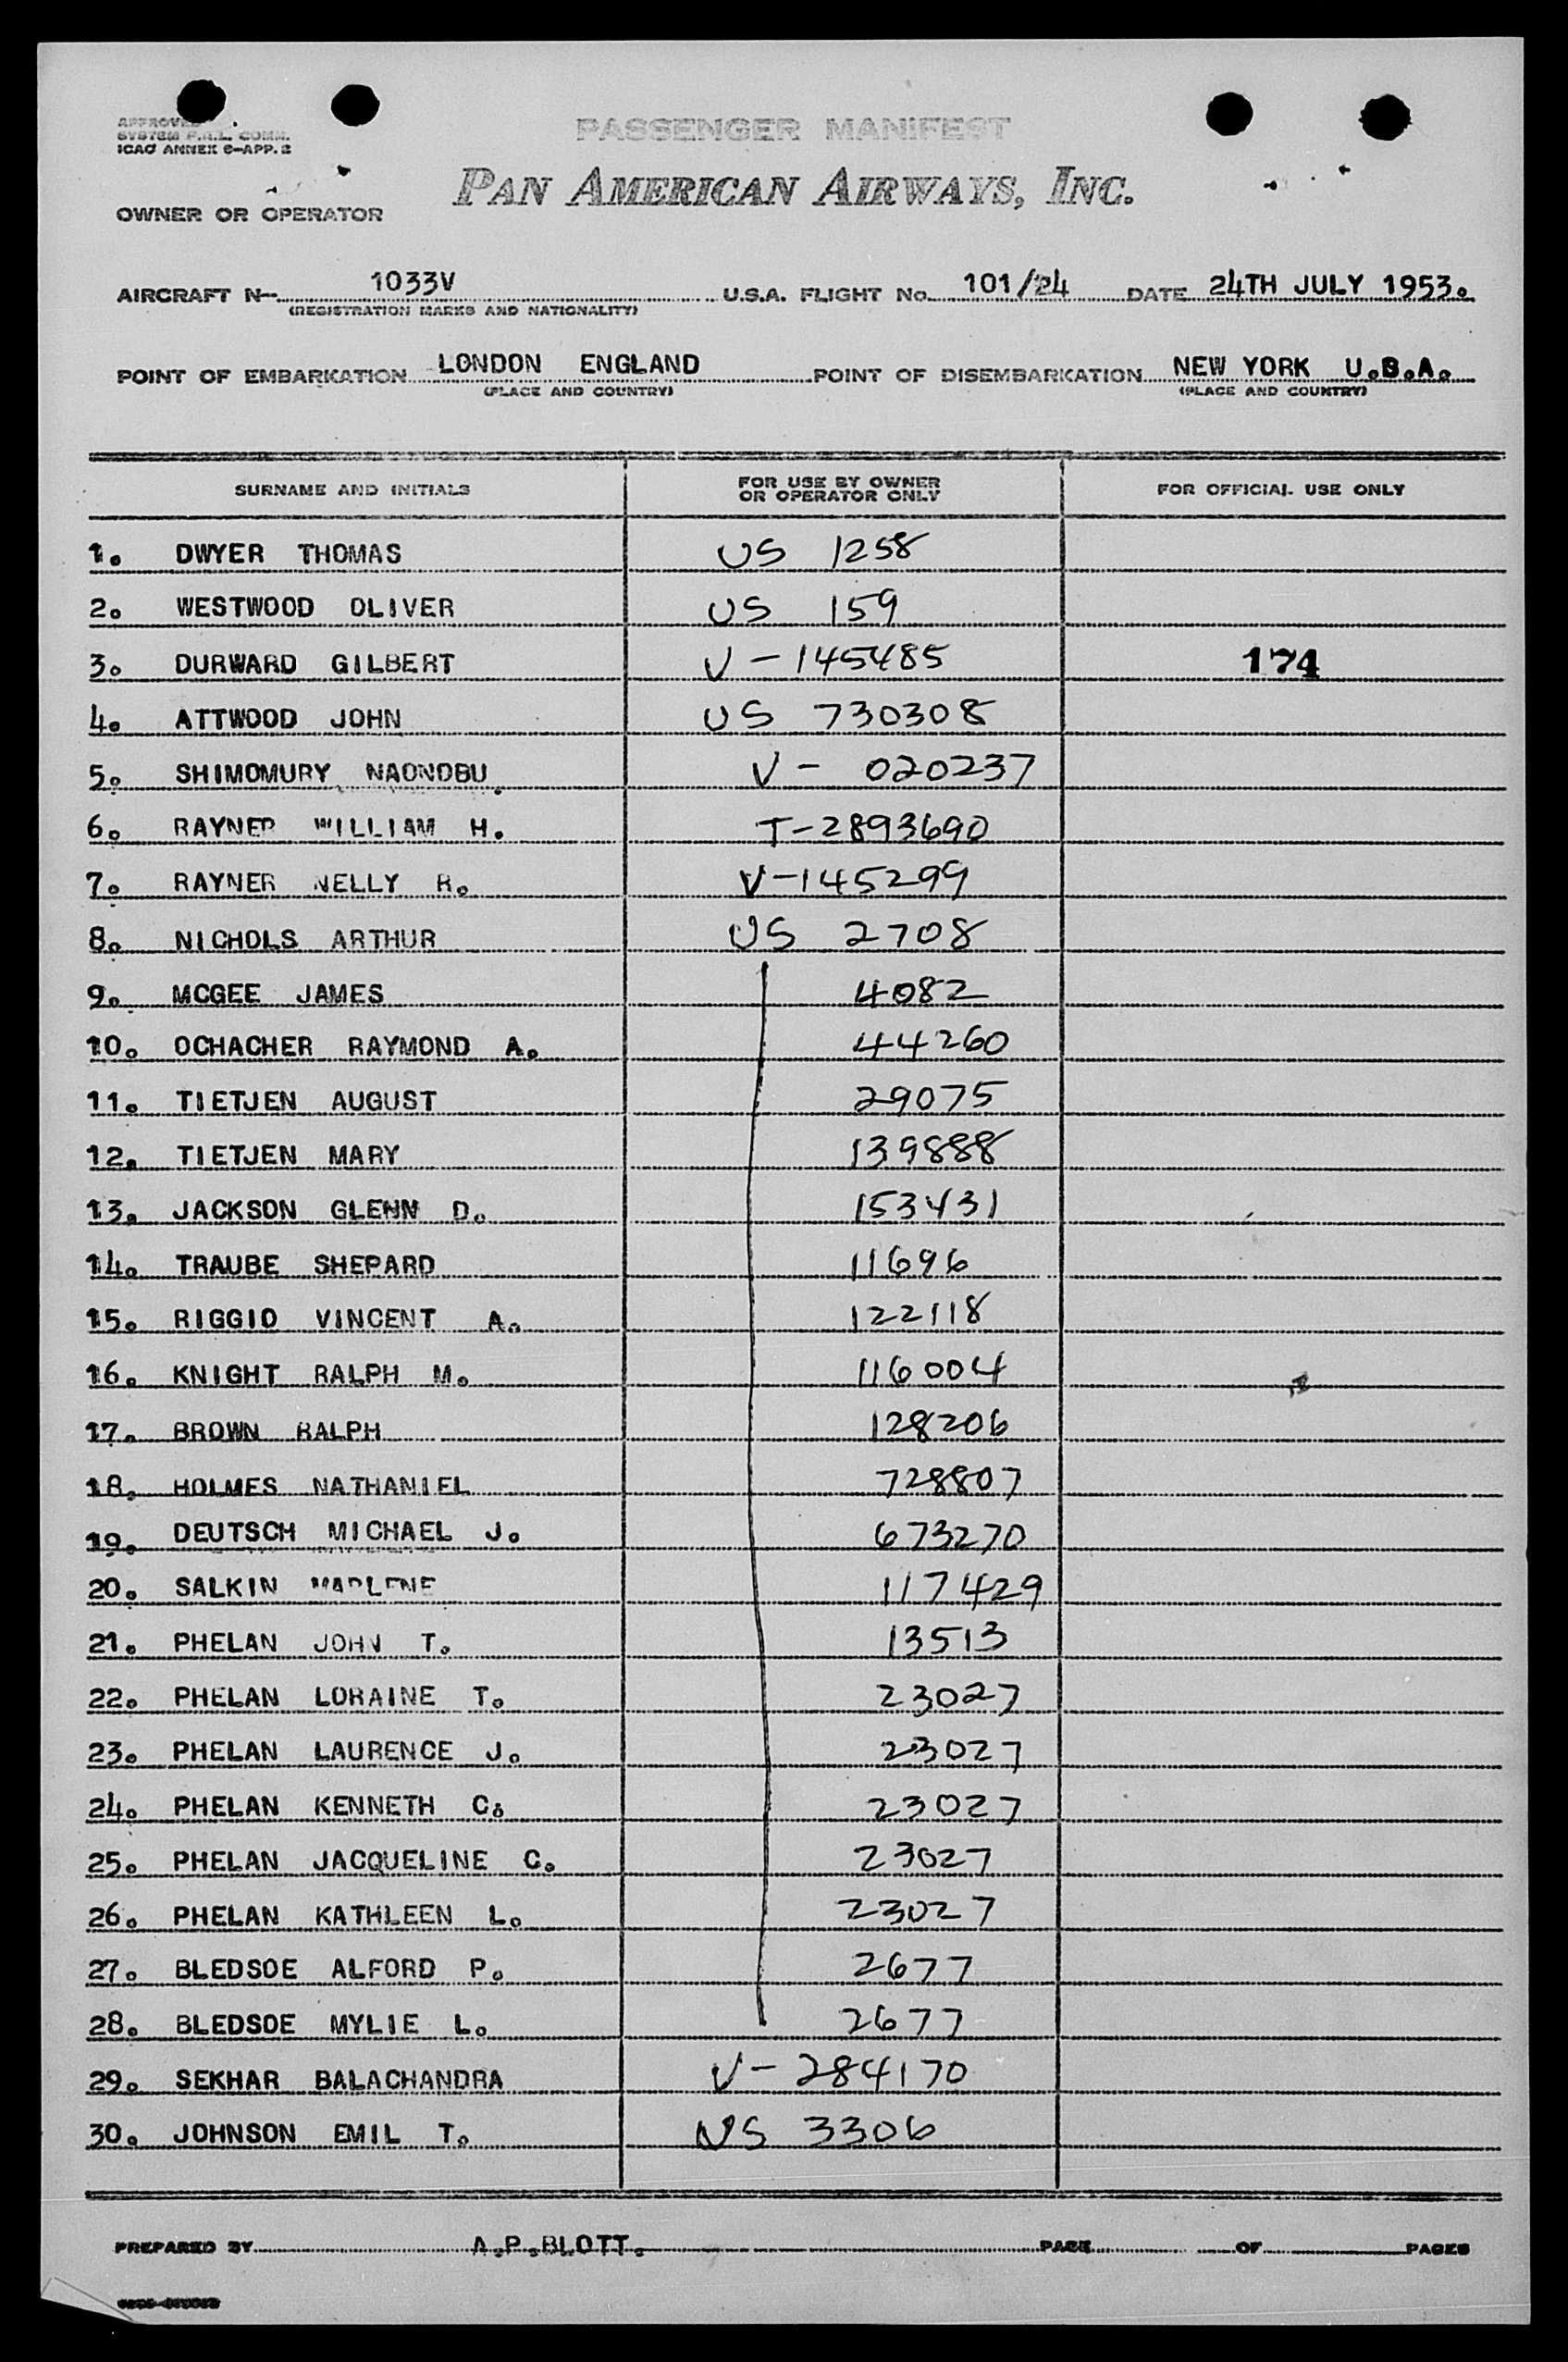 APPROVED
SYSTEM P.A.L. COMM.
ICAO ANNEX 6-APP. 2
PASSENGER MANIFEST
PAN AMERICAN AIRWAYS, INC.
OWNER OR OPERATOR
AIRCRAFT N- 1033V U.S.A. FLIGHT No. 101/24 DATE 24TH JULY 1953.
(REGISTRATION MARKS AND NATIONALITY)
POINT OF EMBARKATION LONDON ENGLAND POINT OF DISEMBARKATION NEW YORK U.S.A.
(PLACE AND COUNTRY) (PLACE AND COUNTRY)
SURNAME AND INITIALS FOR USE BY OWNER OR OPERATOR ONLY FOR OFFICIAL USE ONLY
1. DWYER THOMAS US 1258
2. WESTWOOD OLIVER US 159
3. DURWARD GILBERT V-145485 174
4. ATTWOOD JOHN US 730308
5. SHIMOMURY NAONOBU V- 020237
6. RAYNER WILLIAM H. T-2893690
7. RAYNER NELLY R. V-145299
8. NICHOLS ARTHUR US 2708
9. MCGEE JAMES 4082
10. OCHACHER RAYMOND A. 44260
11. TIETJEN AUGUST 29075
12. TIETJEN MARY 139888
13. JACKSON GLENN D. 153431
14. TRAUBE SHEPARD 11696
15. RIGGIO VINCENT A. 122118
16. KNIGHT RALPH M. 116004
17. BROWN RALPH 128206
18. HOLMES NATHANIEL 728807
19. DEUTSCH MICHAEL J. 673270
20. SALKIN MARLENE 117429
21. PHELAN JOHN T. 13513
22. PHELAN LORAINE T. 23027
23. PHELAN LAURENCE J. 23027
24. PHELAN KENNETH C. 23027
25. PHELAN JACQUELINE C. 23027
26. PHELAN KATHLEEN L. 23027
27. BLEDSOE ALFORD P. 2677
28. BLEDSOE MYLIE L. 2677
29. SEKHAR BALACHANDRA V-284170
30. JOHNSON EMIL T. US 3306
PREPARED BY A.P.BLOTT. PAGE OF PAGES